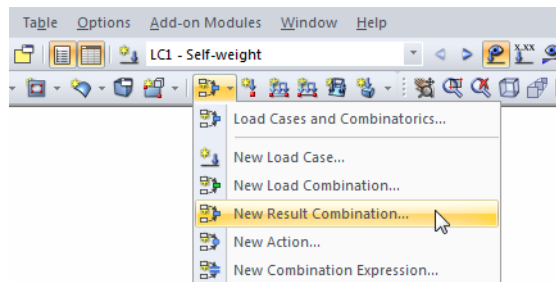 Table Options Add-on Modules Window Help
LC1 - Self-weight
x.xx
Load Cases and Combinatorics...
New Load Case...
New Load Combination...
New Result Combination...
New Action...
New Combination Expression...